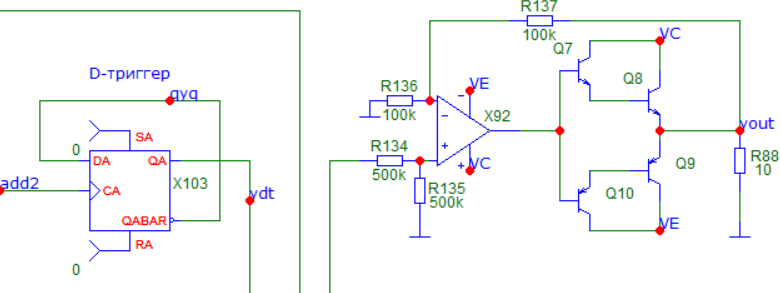 R137
100k
Q7
VC
D-триггер
qyq
VE
R136
100k
X92
Q8
SA
0
DA
QA
X103
add2
CA
ydt
QABAR
RA
0
R134
500k
R135
500k
VC
yout
Q9
Q10
R88
10
VE